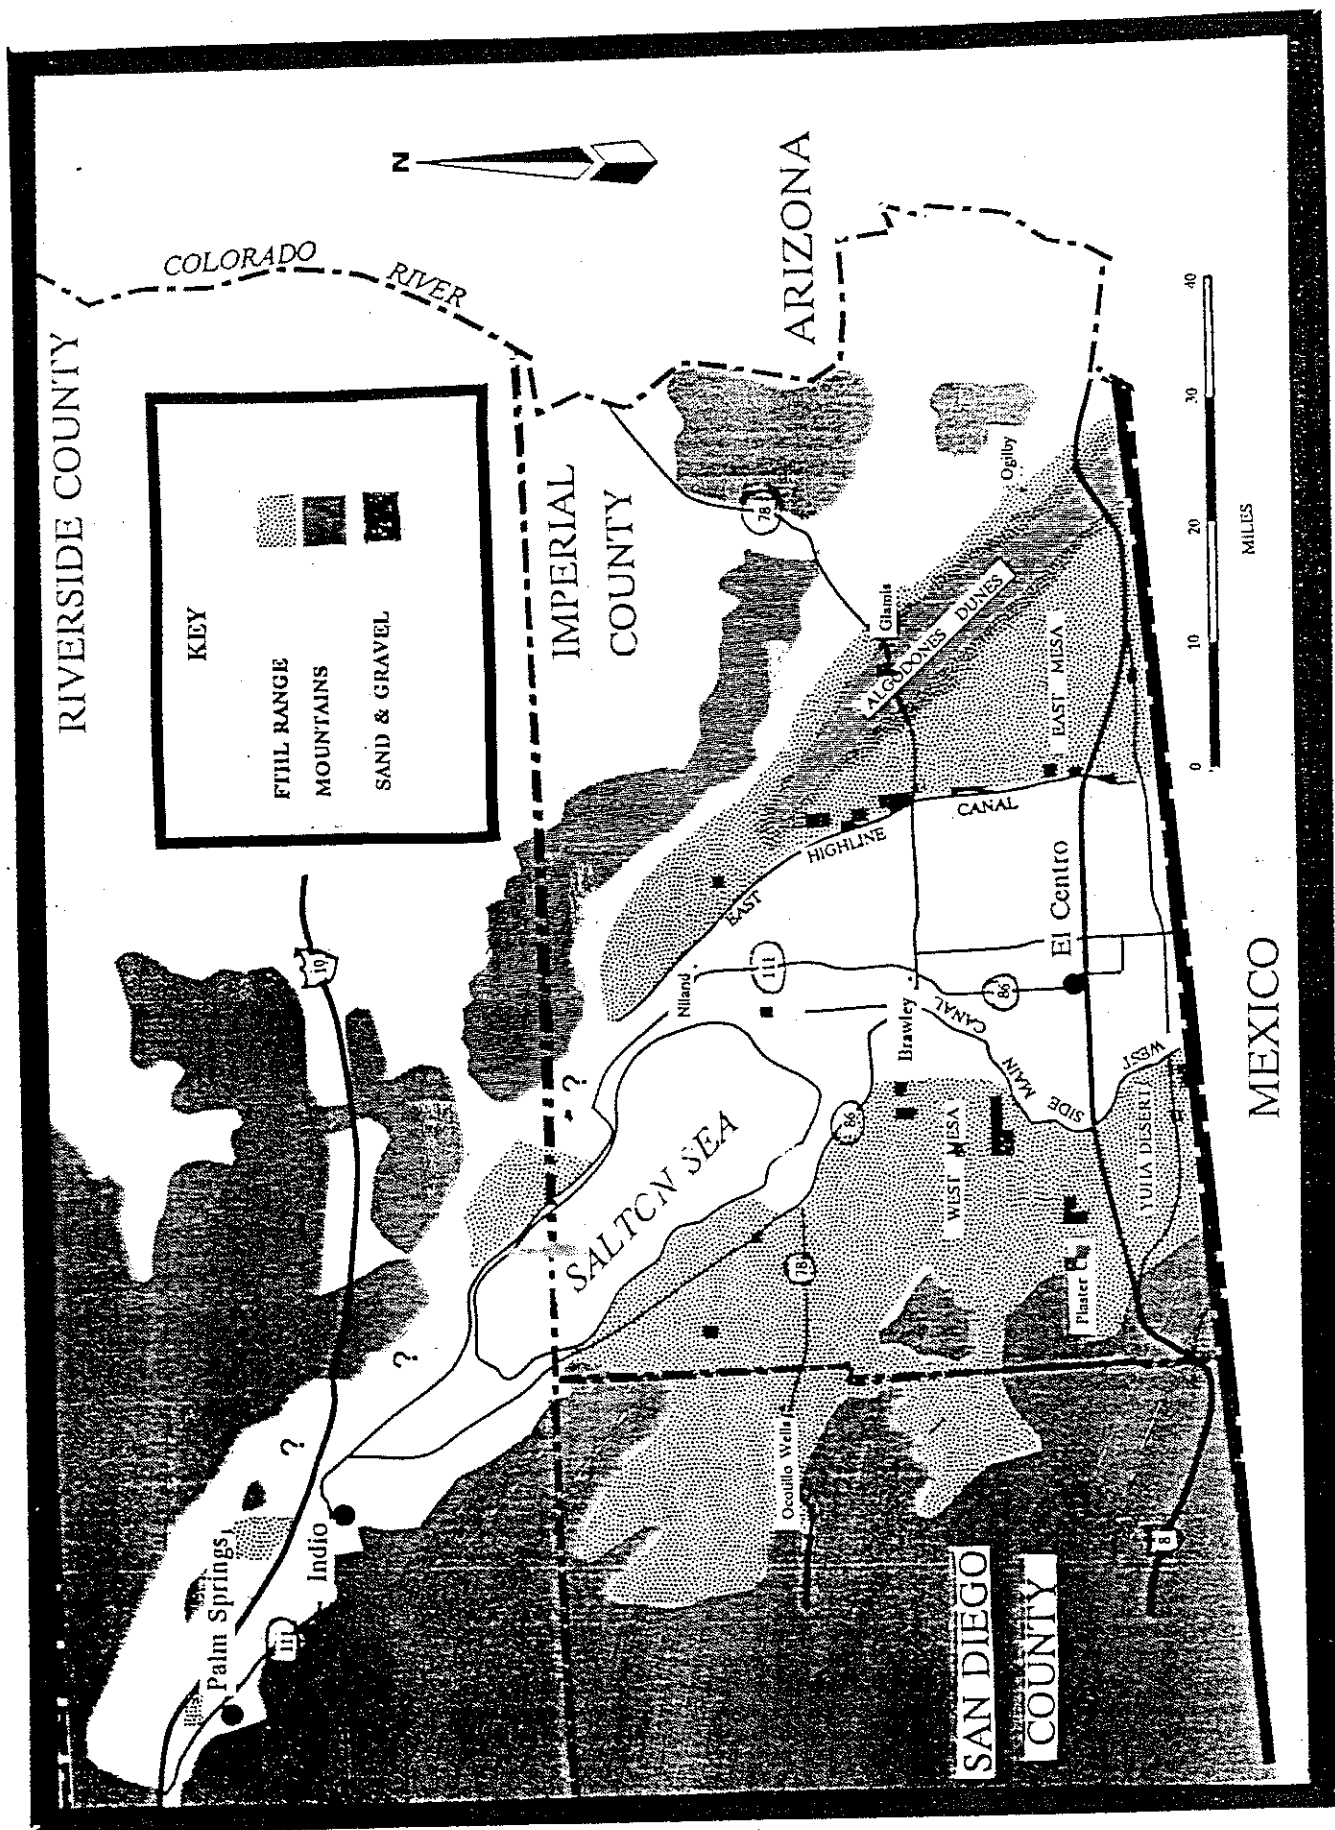 RIVERSIDE COUNTY
COLORADO
RIVER
N
KEY
FTHL RANGE
MOUNTAINS
SAND & GRAVEL
ARIZONA
IMPERIAL
COUNTY
10
78
Palm Springs
111
Indio
?
?
?
SALTON SEA
Niland
111
EAST
HIGHLINE
CANAL
Glamis
ALGODONES DUNES
Ogilby
EAST MESA
78
86
Brawley
86
Ocotillo Wells
WEST MESA
WEST
SIDE
MAIN
CANAL
El Centro
Plaster City
YUHA DESERT
SAN DIEGO
COUNTY
8
MEXICO
0
10
20
30
40
MILES